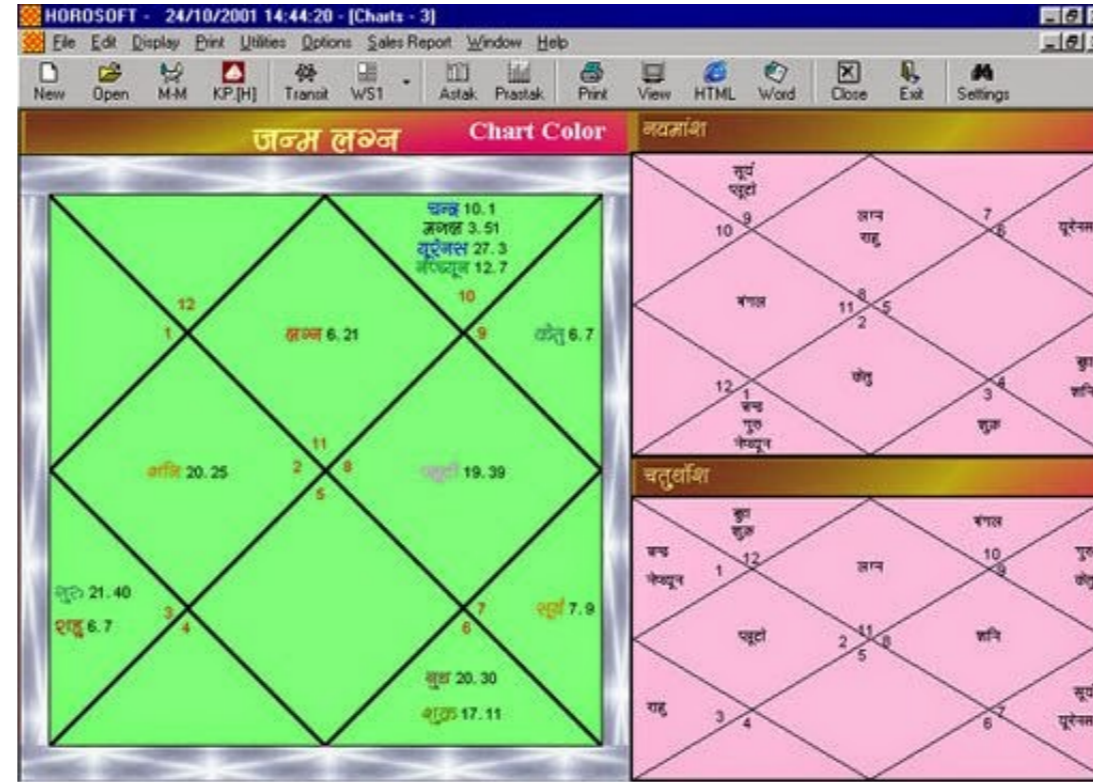 HOROSOFT - 24/10/2001 14:44:20 - [Charts - 3]
File Edit Display Print Utilities Options Sales Report Window Help
New Open M-M K.P.[H] Transit WS1 Astak Prastak Print View HTML Word Close Exit Settings
जन्म लग्न Chart Color
चन्द्र 10. 1
मंगल 3. 51
यूरेनस 27. 3
नेपच्यून 12. 7
12
10
1
लग्न 6. 21
9
केतु 6. 7
11
शनि 20. 25
2
8
प्लूटो 19. 39
5
गुरु 21. 40
राहु 6. 7
3
4
7
6
सूर्य 7. 9
बुध 20. 30
शुक्र 17. 11
नवमांश
सूर्य
प्लूटो
9
10
लग्न
राहु
7
6
यूरेनस
मंगल
8
11
5
2
केतु
12
1
चन्द्र
गुरु
नेपच्यून
4
3
शुक्र
शनि
चतुर्थांश
बुध
शुक्र
12
चन्द्र
नेपच्यून
1
लग्न
मंगल
10
9
प्लूटो
2
11
8
5
शनि
राहु
3
4
7
6
सूर्य
यूरेनस